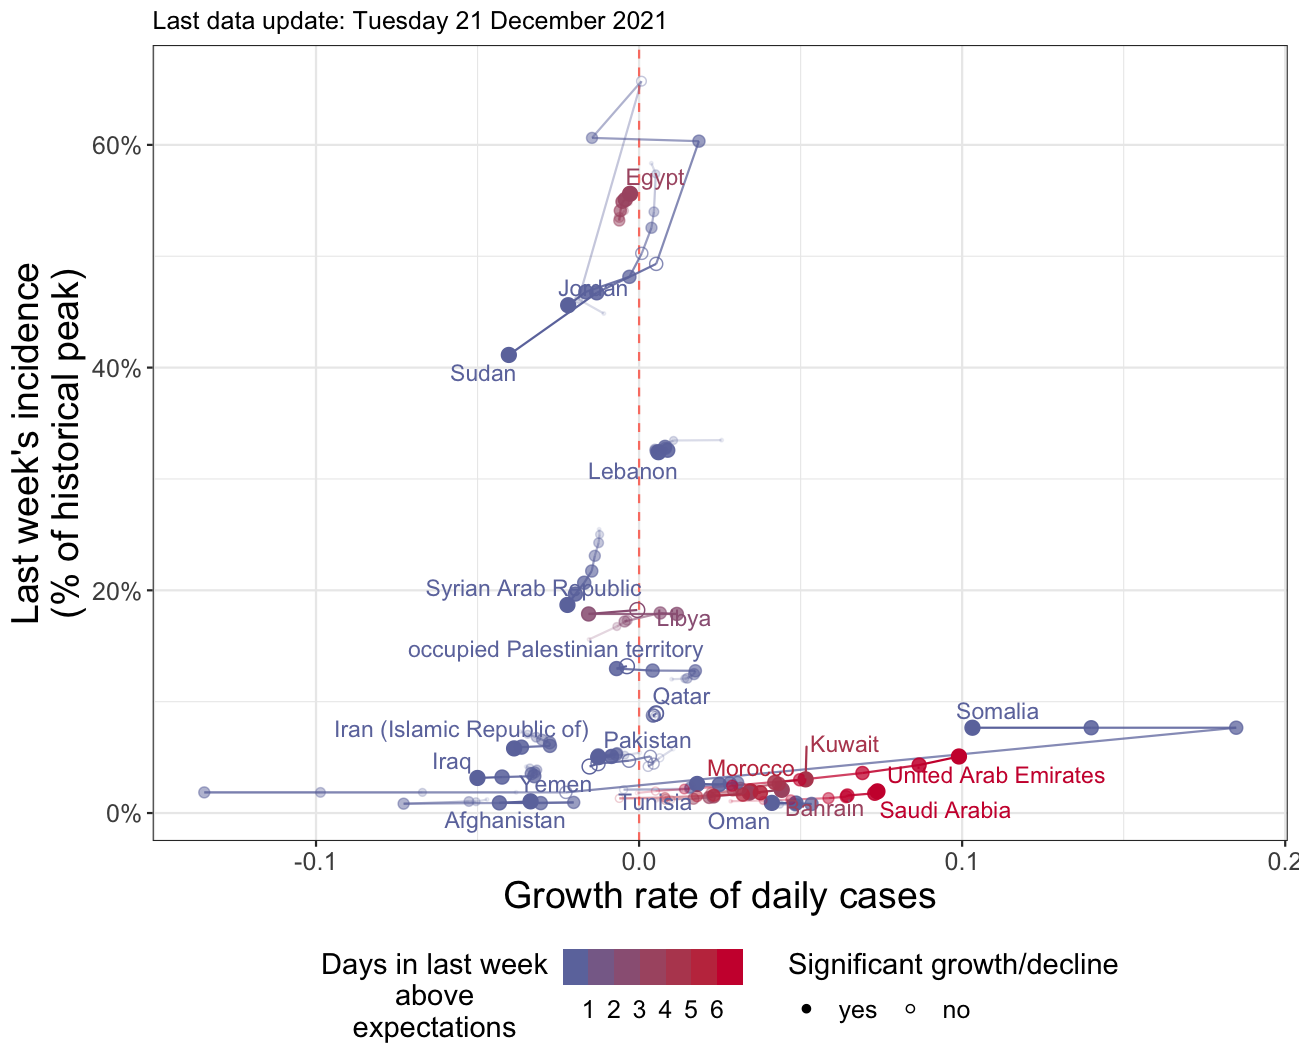 Last data update: Tuesday 21 December 2021
Last week's incidence
(% of historical peak)
60%
40%
20%
0%
Egypt
Jordan
Sudan
Lebanon
Syrian Arab Republic
Libya
occupied Palestinian territory
Qatar
Somalia
Iran (Islamic Republic of)
Pakistan
Kuwait
Iraq
Morocco
United Arab Emirates
Yemen
Tunisia
Bahrain
Saudi Arabia
Afghanistan
Oman
-0.1
0.0
0.1
0.2
Growth rate of daily cases
Days in last week
above
expectations
1 2 3 4 5 6
Significant growth/decline
yes
no